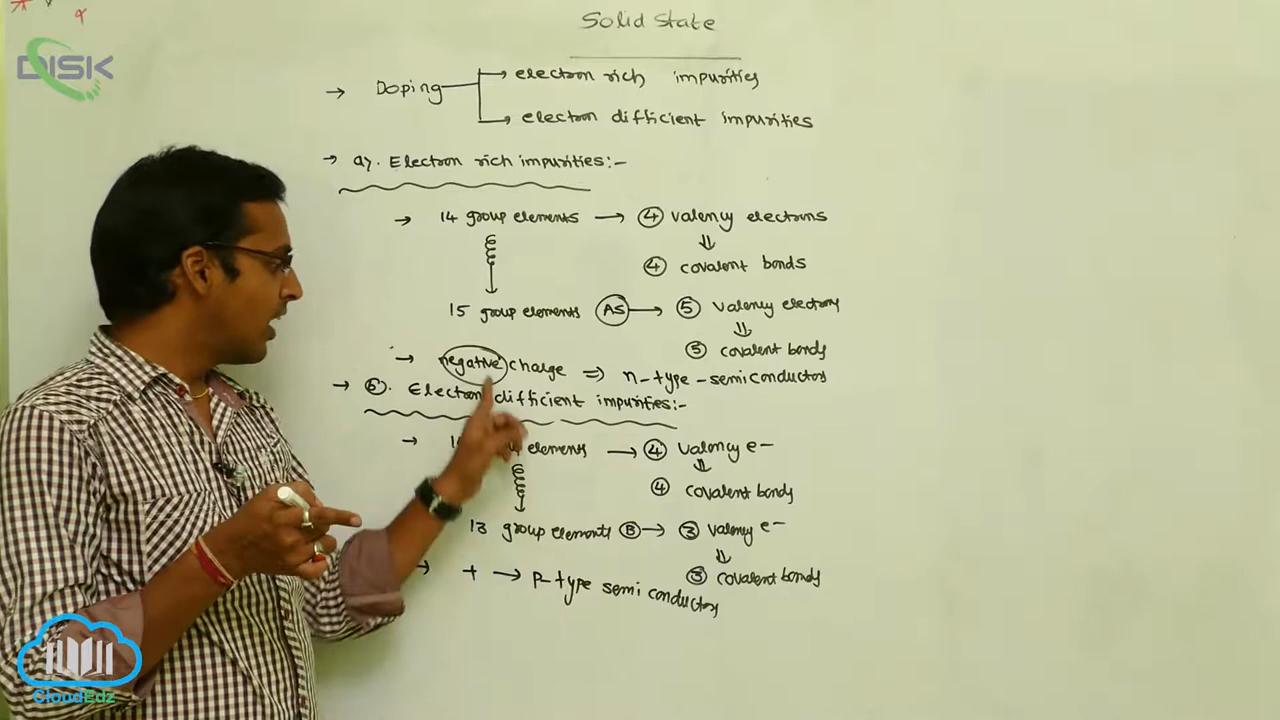 Solid State
DISK
→ Doping → electron rich impurities
→ electron difficient impurities
→ a). Electron rich impurities:-
→ 14 group elements → ④ valency electrons
⇓
④ covalent bonds
15 group elements (AS) → ⑤ valency electrons
⇓
⑤ covalent bonds
→ negative charge ⇒ n-type-semiconductors
→ ⓑ. Electron difficient impurities:-
→ elements → ④ valency e-
⇓
④ covalent bonds
13 group elements Ⓑ → ③ valency e-
⇓
③ covalent bonds
→ + → p-type semi conductors
CloudEdz